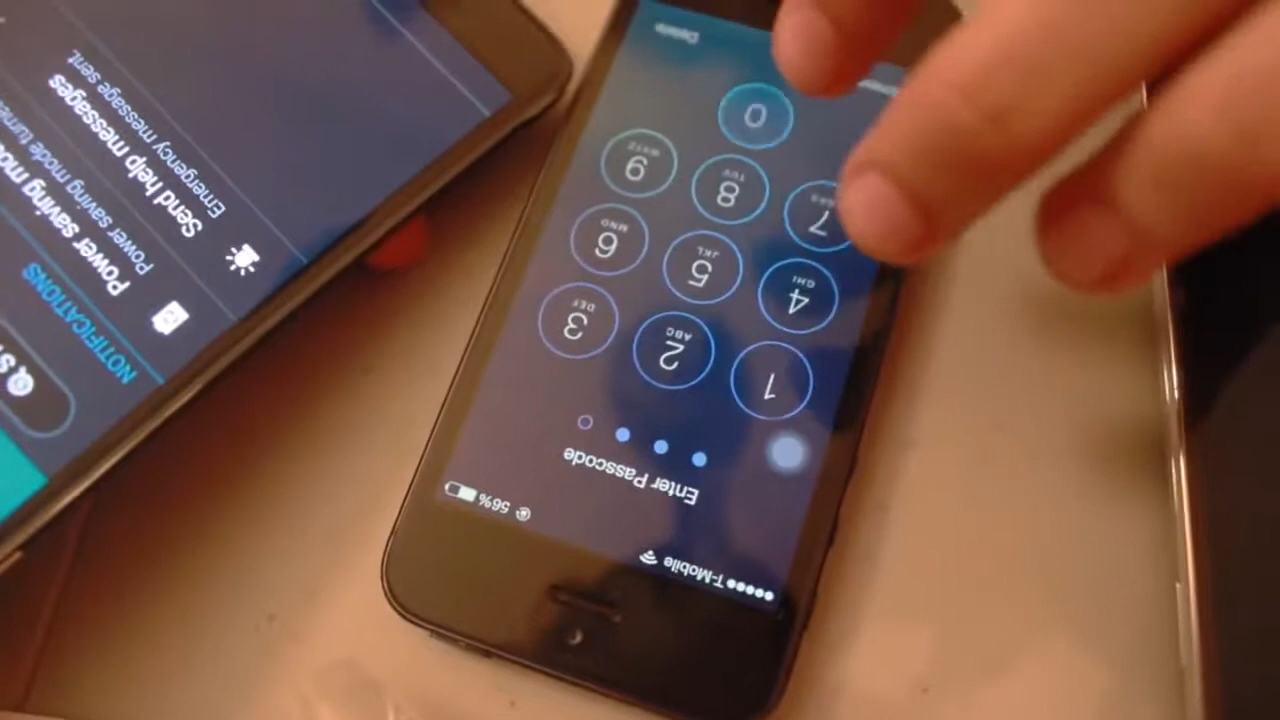 T-Mobile
56%
Enter Passcode
1
2
ABC
3
DEF
4
GHI
5
JKL
6
MNO
7
8
TUV
9
WXYZ
0
Delete
NOTIFICATIONS
Power saving mo
Power saving mode turne
Send help messages
Emergency message sent.